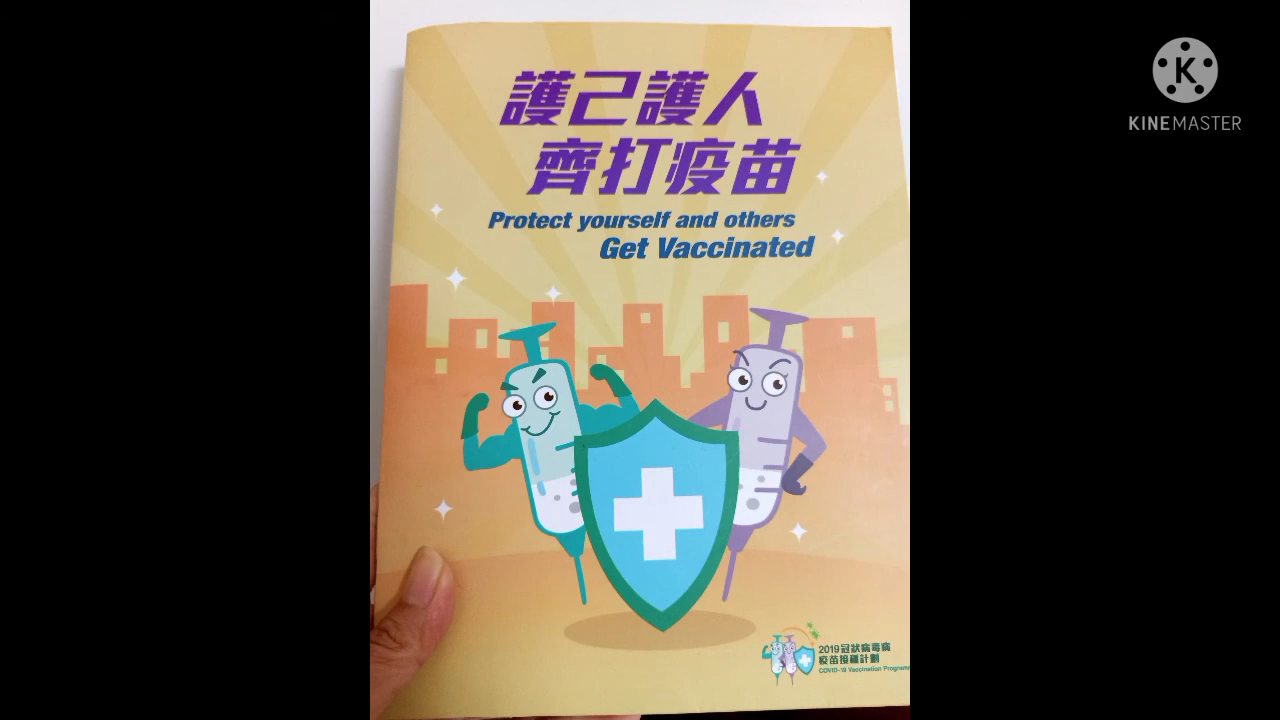 護己護人
齊打疫苗
Protect yourself and others
Get Vaccinated
2019冠狀病毒病
疫苗接種計劃
COVID-19 Vaccination Programm
K
KINEMASTER